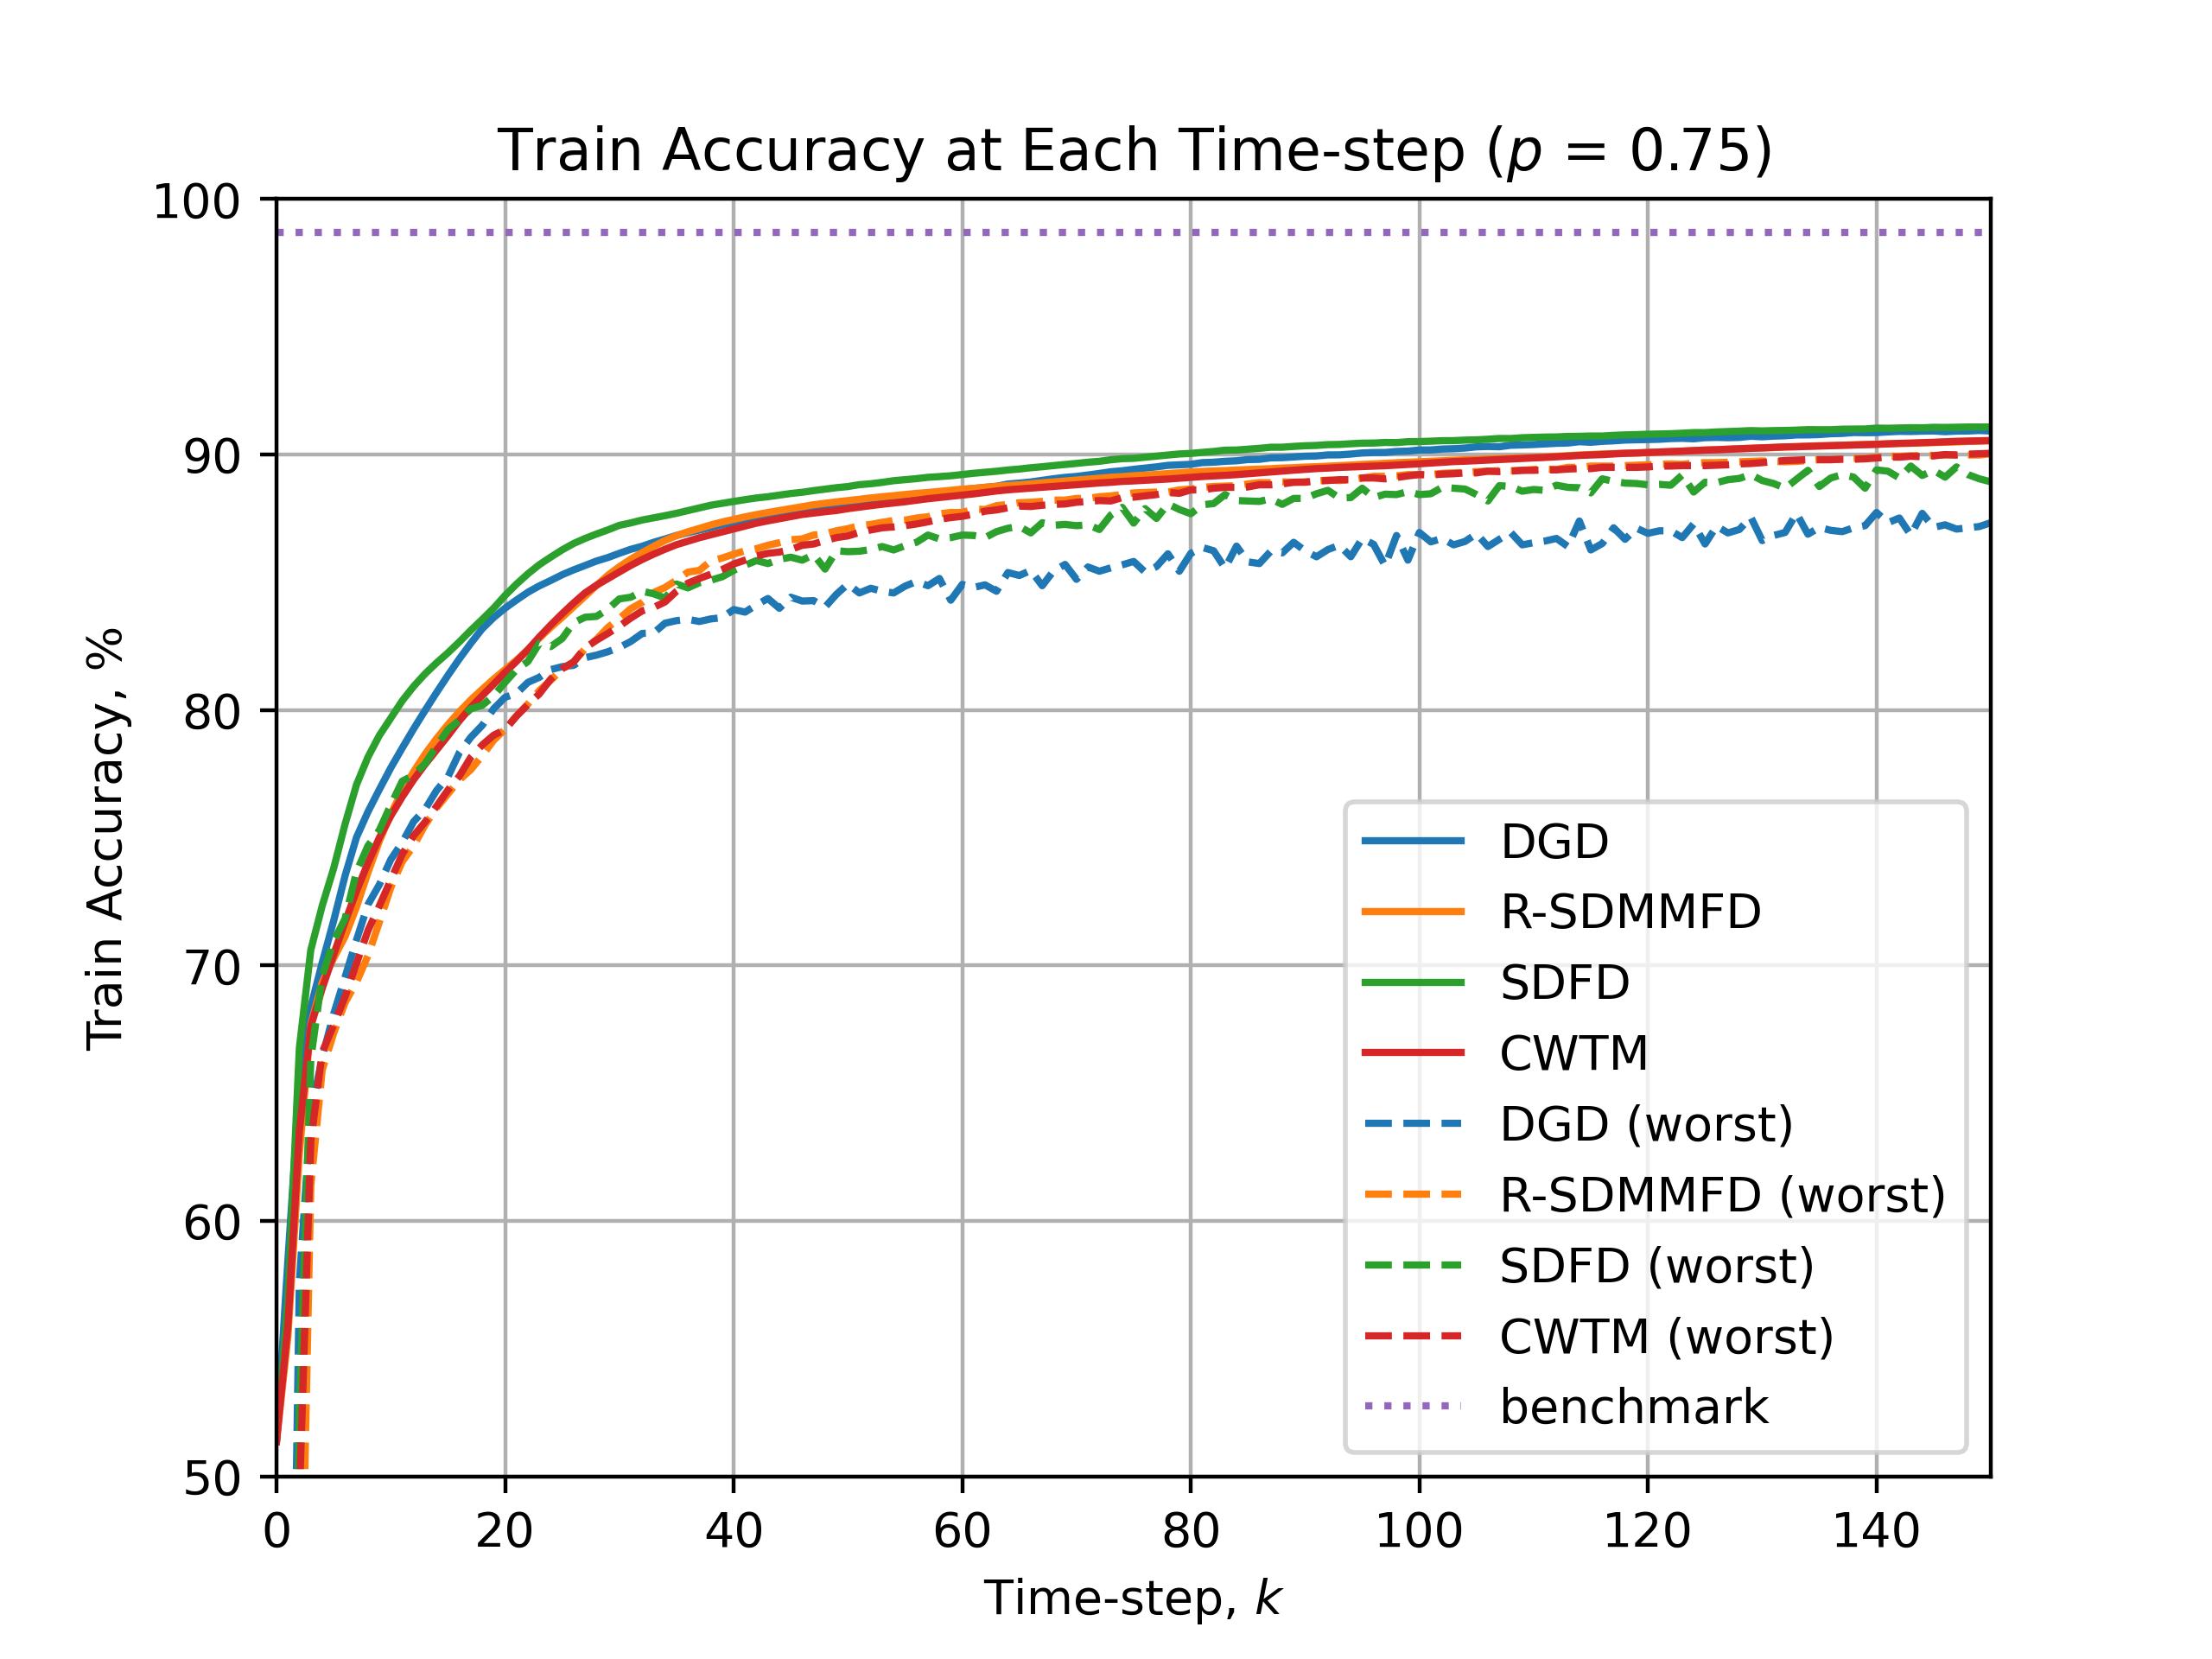 Train Accuracy at Each Time-step (p = 0.75)
100
90
80
70
60
50
Train Accuracy, %
DGD
R-SDMMFD
SDFD
CWTM
DGD (worst)
R-SDMMFD (worst)
SDFD (worst)
CWTM (worst)
benchmark
0 20 40 60 80 100 120 140
Time-step, k